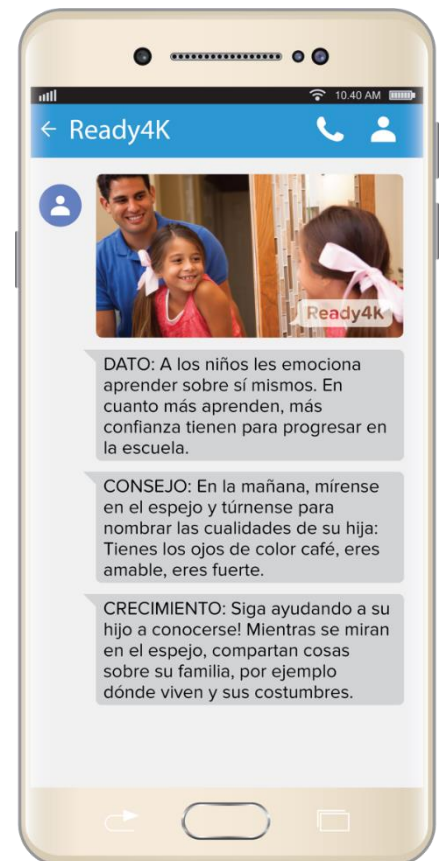 10.40 AM
Ready4K
Ready4K
DATO: A los niños les emociona
aprender sobre sí mismos. En
cuanto más aprenden, más
confianza tienen para progresar en
la escuela.
CONSEJO: En la mañana, mírense
en el espejo y túrnense para
nombrar las cualidades de su hija:
Tienes los ojos de color café, eres
amable, eres fuerte.
CRECIMIENTO: Siga ayudando a su
hijo a conocerse! Mientras se miran
en el espejo, compartan cosas
sobre su familia, por ejemplo
dónde viven y sus costumbres.